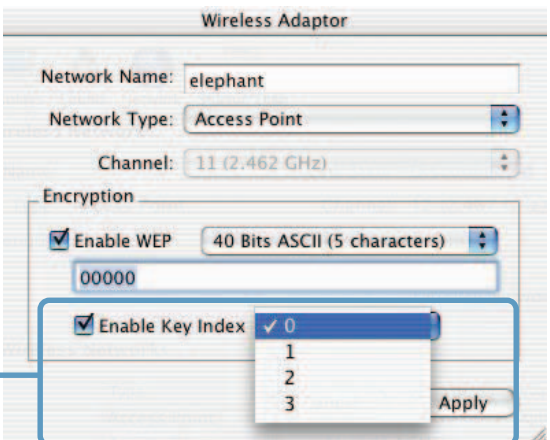 Wireless Adaptor
Network Name: elephant
Network Type: Access Point
Channel: 11 (2.462 GHz)
Encryption
Enable WEP 40 Bits ASCII (5 characters)
00000
Enable Key Index ✓ 0
1
2
3
Apply